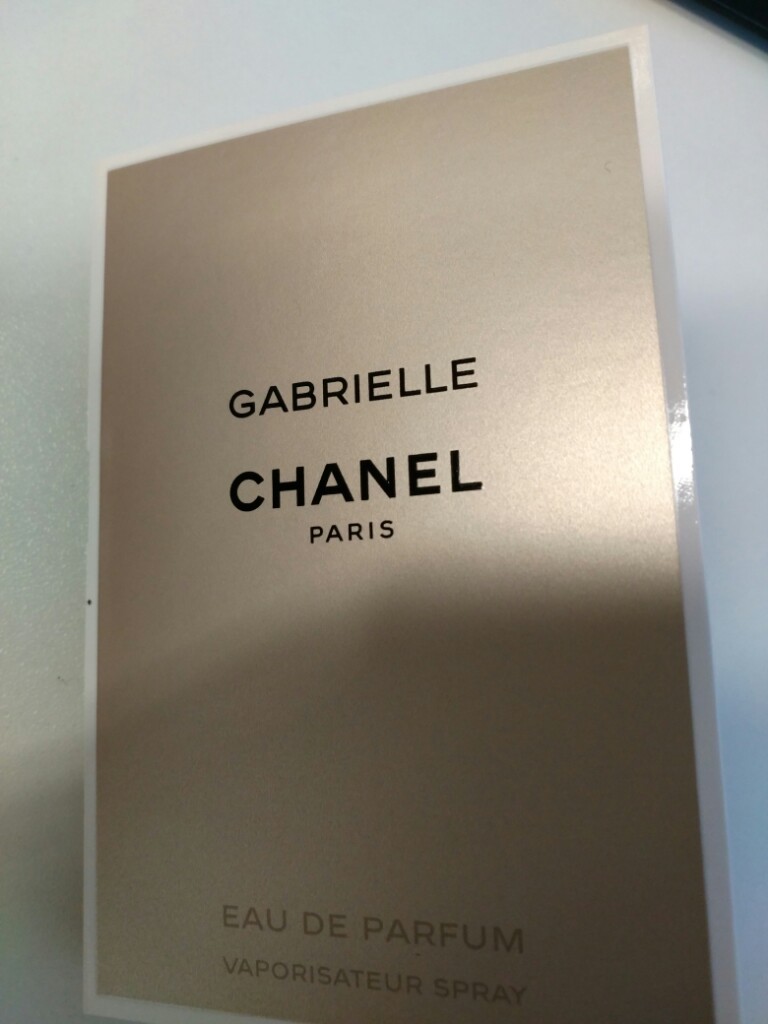 GABRIELLE
CHANEL
PARIS
EAU DE PARFUM
VAPORISATEUR SPRAY